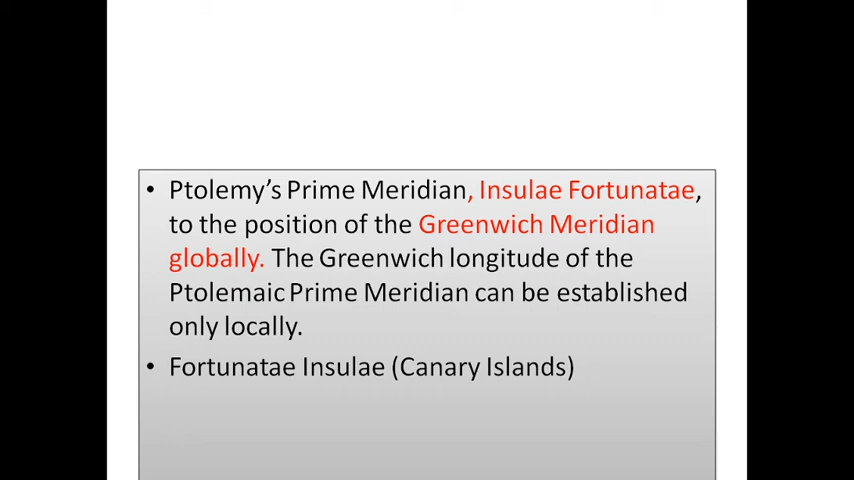 • Ptolemy's Prime Meridian, Insulae Fortunatae,
to the position of the Greenwich Meridian
globally. The Greenwich longitude of the
Ptolemaic Prime Meridian can be established
only locally.
• Fortunatae Insulae (Canary Islands)